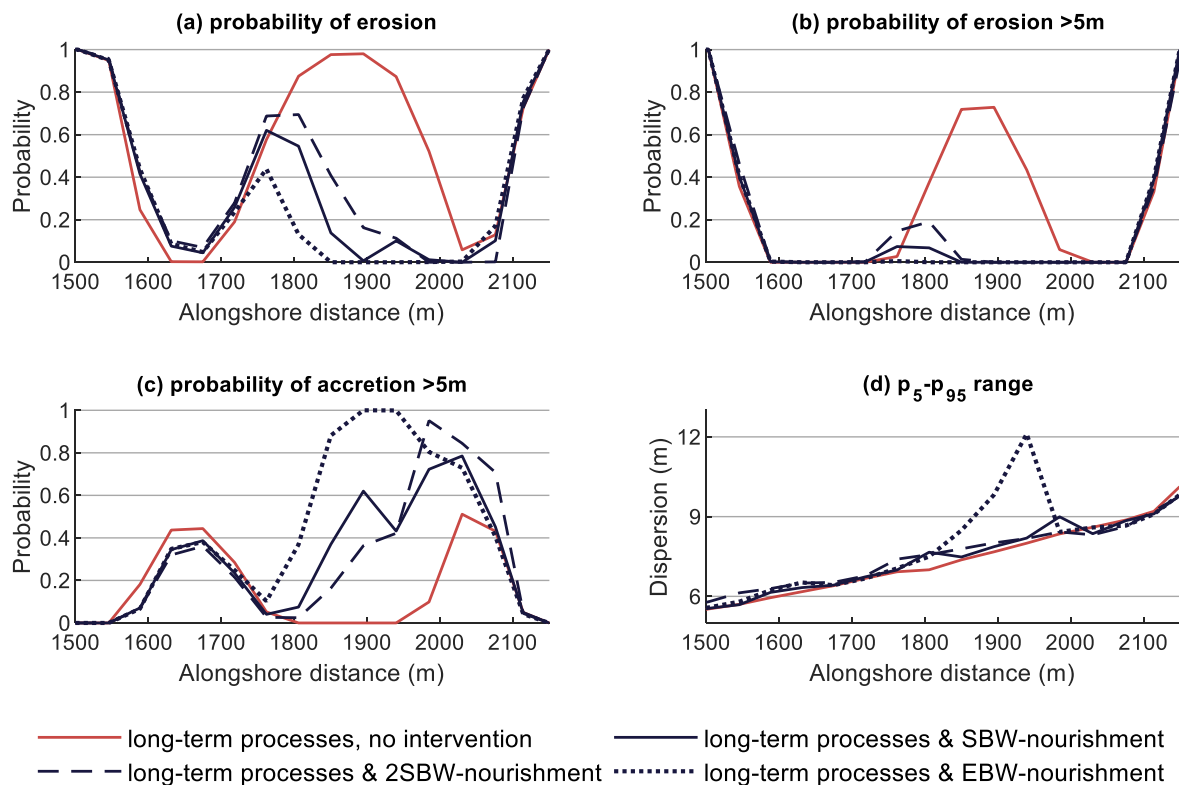 (a) probability of erosion
1
0.8
0.6
0.4
0.2
0
Probability
1500 1600 1700 1800 1900 2000 2100
Alongshore distance (m)
(b) probability of erosion >5m
1
0.8
0.6
0.4
0.2
0
Probability
1500 1600 1700 1800 1900 2000 2100
Alongshore distance (m)
(c) probability of accretion >5m
1
0.8
0.6
0.4
0.2
0
Probability
1500 1600 1700 1800 1900 2000 2100
Alongshore distance (m)
(d) p5-p95 range
12
9
6
Dispersion (m)
1500 1600 1700 1800 1900 2000 2100
Alongshore distance (m)
long-term processes, no intervention
long-term processes & SBW-nourishment
long-term processes & 2SBW-nourishment
long-term processes & EBW-nourishment